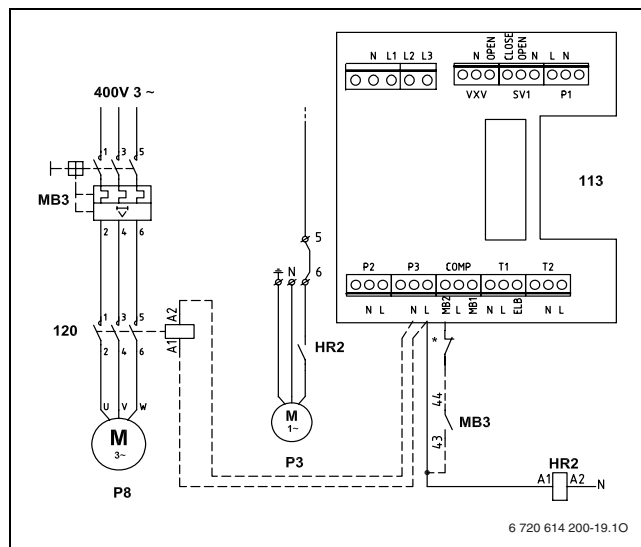 400V 3 ~
1 3 5
MB3
2 4 6
1 3 5
120
2 4 6
A2
A1
U V W
M
3~
P8
5
N 6
HR2
M
1~
P3
N L1 L2 L3
N OPEN CLOSE OPEN N L N
VXV SV1 P1
113
P2 P3 COMP T1 T2
N L N L MB2 L MB1 N L ELB N L
*
44
MB3
43
HR2
A1 A2 N
6 720 614 200-19.1O